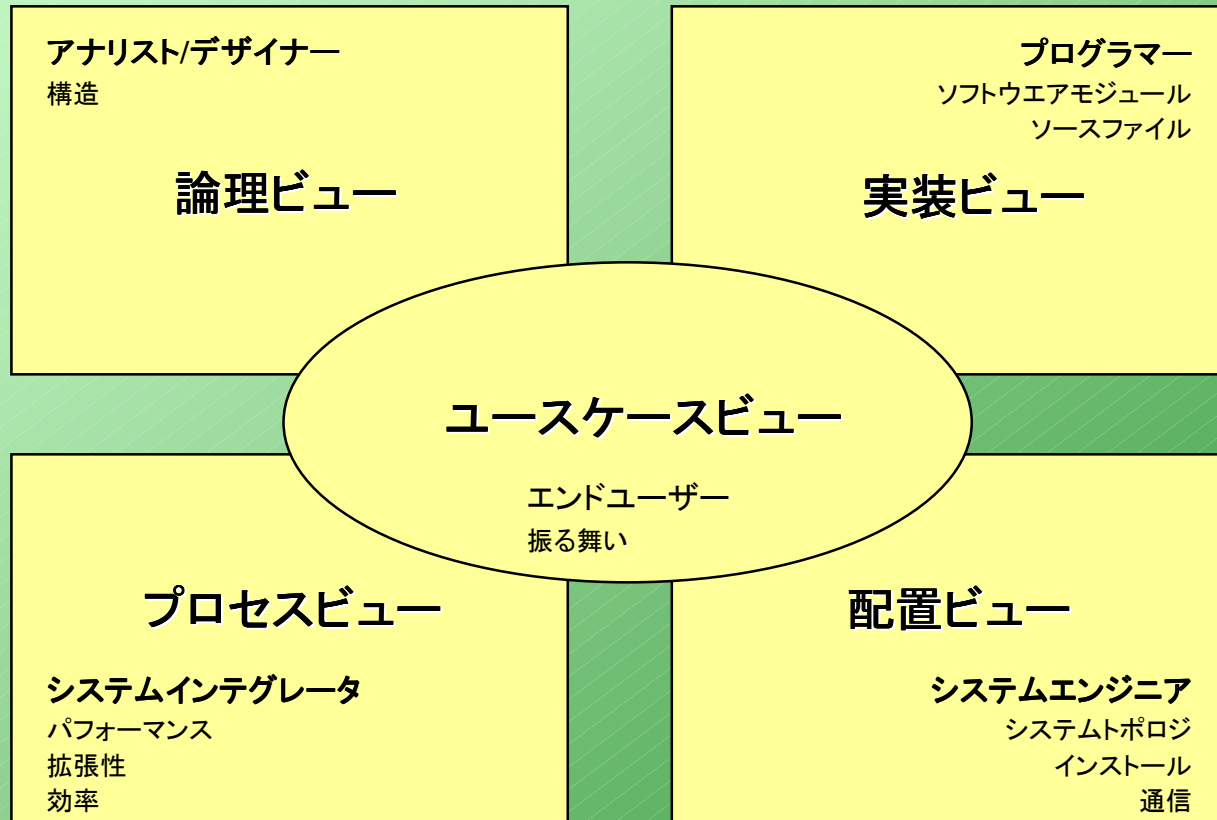 アナリスト/デザイナー
構造
論理ビュー
プログラマー
ソフトウエアモジュール
ソースファイル
実装ビュー
ユースケースビュー
エンドユーザー
振る舞い
プロセスビュー
システムインテグレータ
パフォーマンス
拡張性
効率
配置ビュー
システムエンジニア
システムトポロジ
インストール
通信